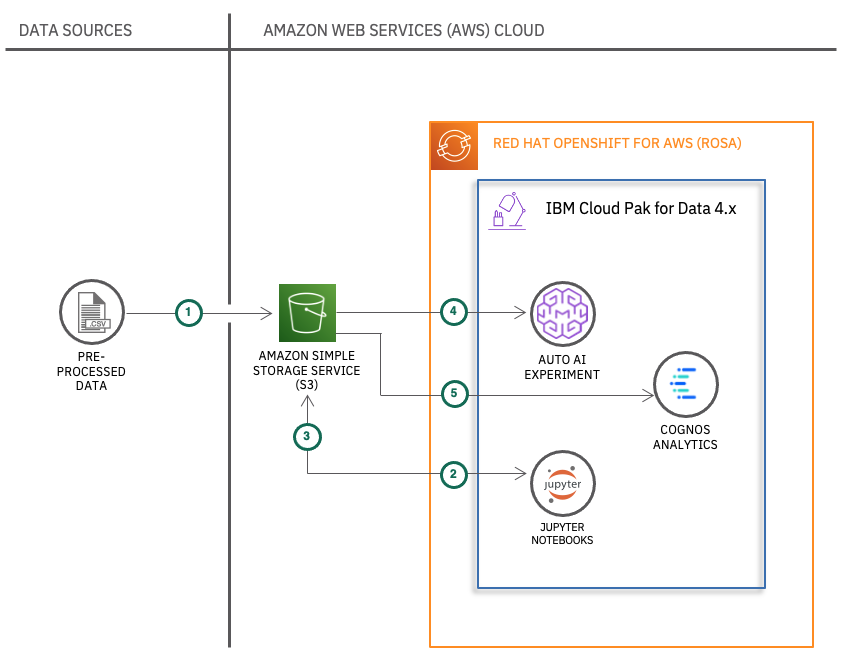 DATA SOURCES
AMAZON WEB SERVICES (AWS) CLOUD
RED HAT OPENSHIFT FOR AWS (ROSA)
IBM Cloud Pak for Data 4.x
.CSV
1
4
PRE-
PROCESSED
DATA
AMAZON SIMPLE
STORAGE SERVICE
(S3)
AUTO AI
EXPERIMENT
5
COGNOS
ANALYTICS
3
2
jupyter
JUPYTER
NOTEBOOKS